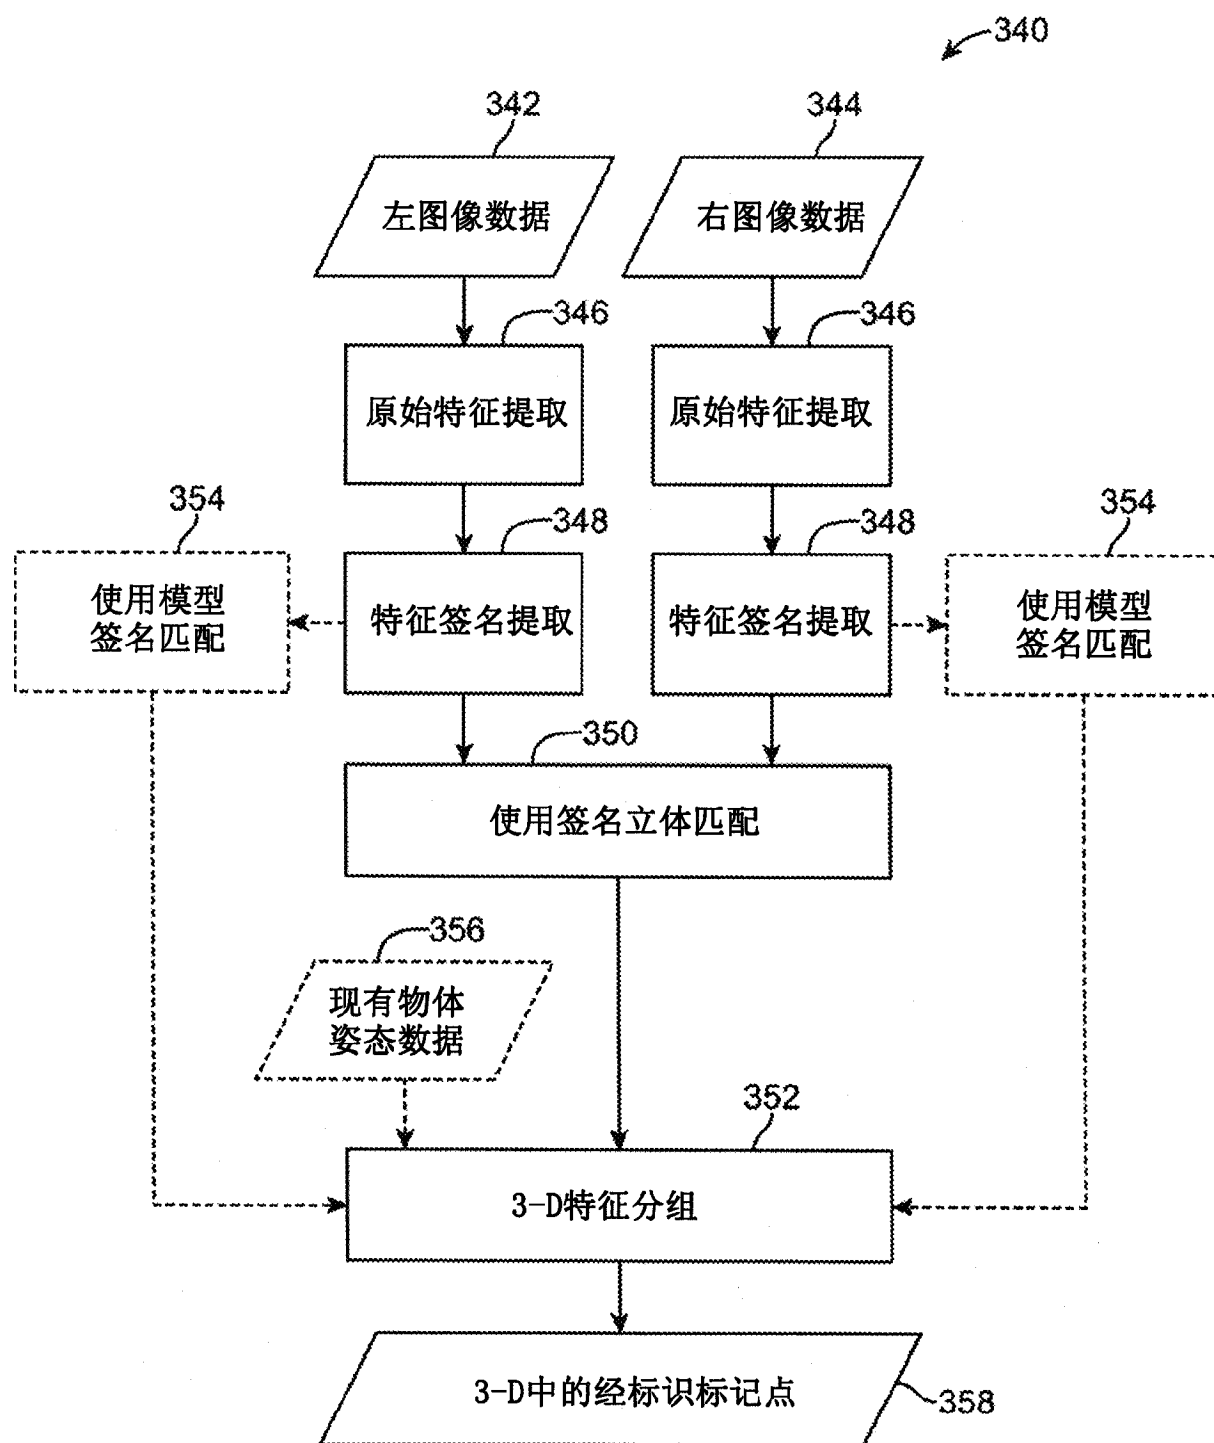 340
342
344
左图像数据
右图像数据
346
346
原始特征提取
原始特征提取
354
348
348
354
使用模型
签名匹配
特征签名提取
特征签名提取
使用模型
签名匹配
350
使用签名立体匹配
356
现有物体
姿态数据
352
3-D特征分组
3-D中的经标识标记点
358